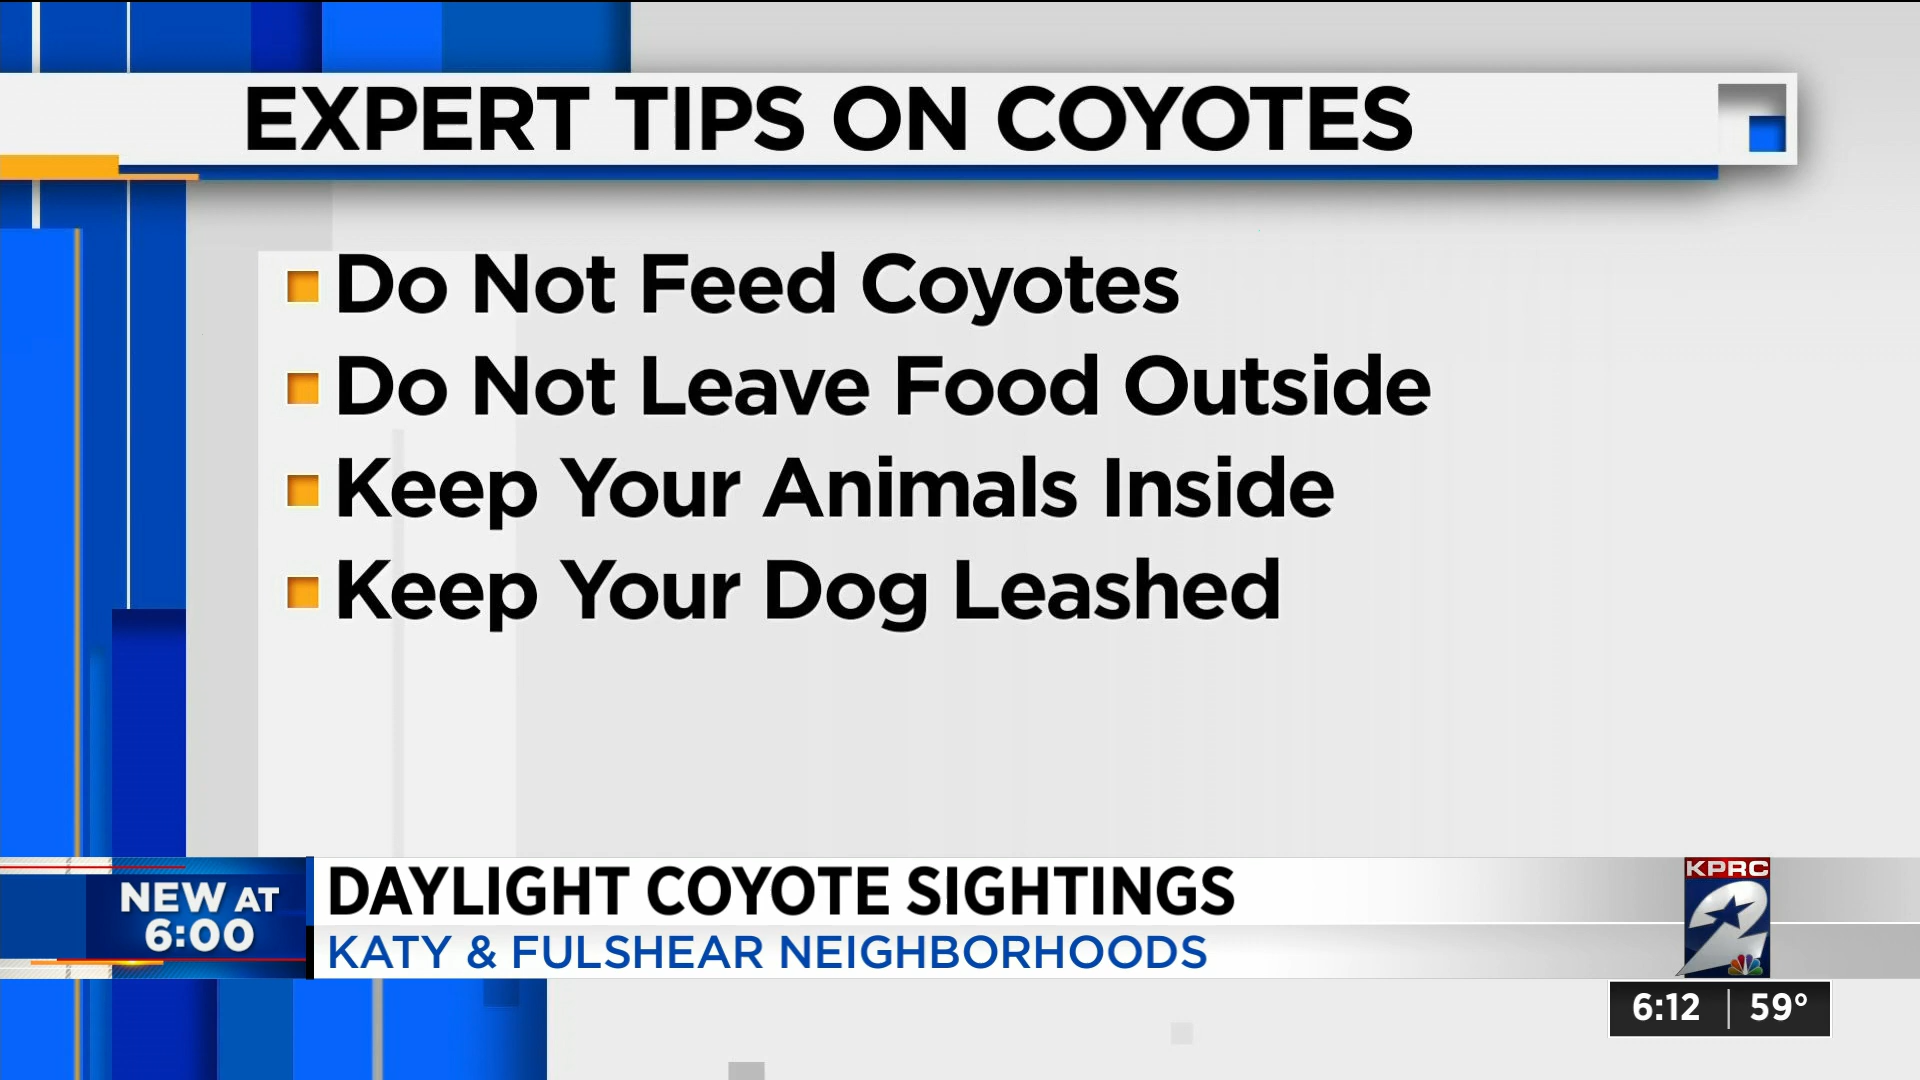 EXPERT TIPS ON COYOTES
Do Not Feed Coyotes
Do Not Leave Food Outside
Keep Your Animals Inside
Keep Your Dog Leashed
NEW AT
6:00
DAYLIGHT COYOTE SIGHTINGS
KATY & FULSHEAR NEIGHBORHOODS
KPRC
2
6:12 59°